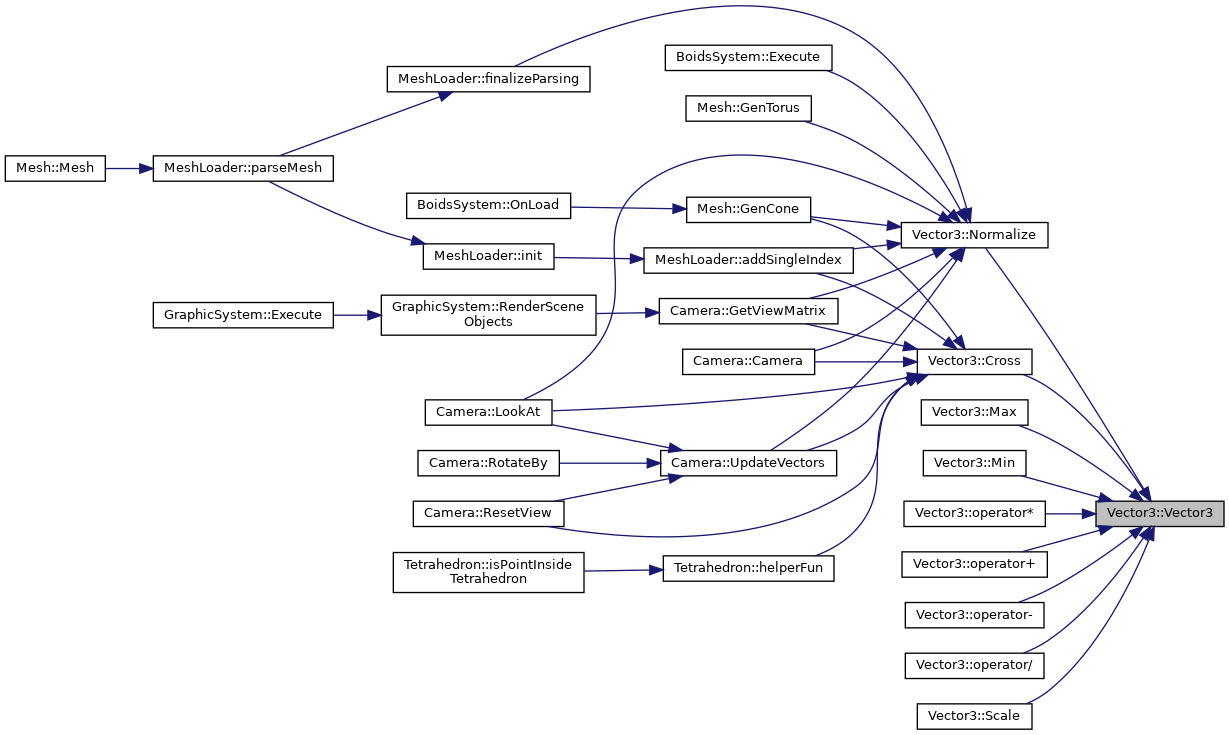 BoidsSystem::Execute
MeshLoader::finalizeParsing
Mesh::GenTorus
Mesh::Mesh
MeshLoader::parseMesh
BoidsSystem::OnLoad
Mesh::GenCone
Vector3::Normalize
MeshLoader::init
MeshLoader::addSingleIndex
GraphicSystem::Execute
GraphicSystem::RenderScene
Objects
Camera::GetViewMatrix
Camera::Camera
Vector3::Cross
Camera::LookAt
Vector3::Max
Camera::RotateBy
Camera::UpdateVectors
Vector3::Min
Camera::ResetView
Vector3::operator*
Vector3::Vector3
Tetrahedron::isPointInside
Tetrahedron
Tetrahedron::helperFun
Vector3::operator+
Vector3::operator-
Vector3::operator/
Vector3::Scale